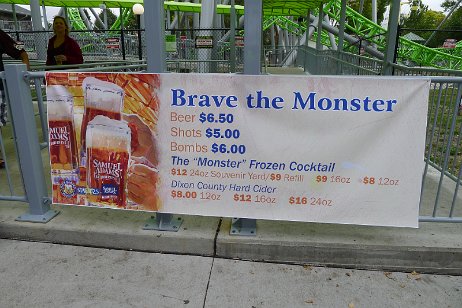 Brave the Monster
Beer $6.50
Shots $5.00
Bombs $6.00
The "Monster" Frozen Cocktail
$12 24oz Souvenir Yard/$9 Refill $9 16oz $8 12oz
Dixon County Hard Cider
$8.00 12oz $12 16oz $16 24oz
SAMUEL ADAMS
SAMUEL ADAMS